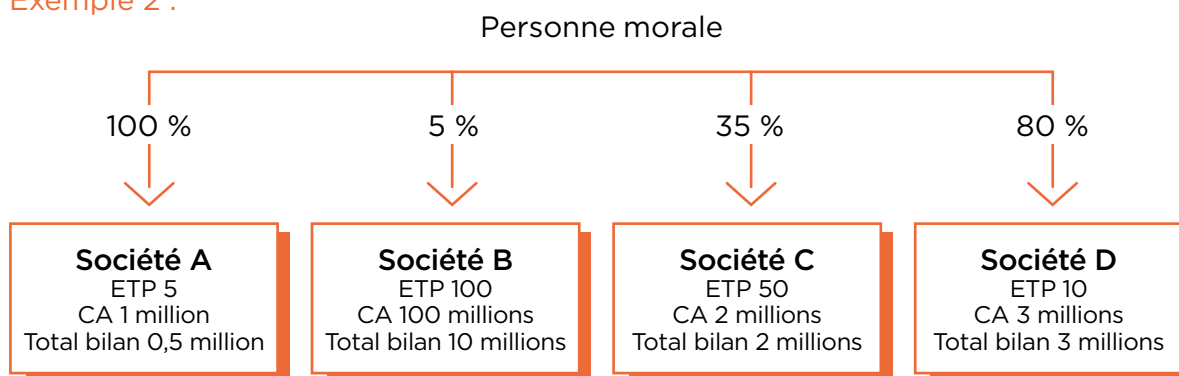 Exemple 2 :
Personne morale
100 %
5 %
35 %
80 %
Société A
ETP 5
CA 1 million
Total bilan 0,5 million
Société B
ETP 100
CA 100 millions
Total bilan 10 millions
Société C
ETP 50
CA 2 millions
Total bilan 2 millions
Société D
ETP 10
CA 3 millions
Total bilan 3 millions